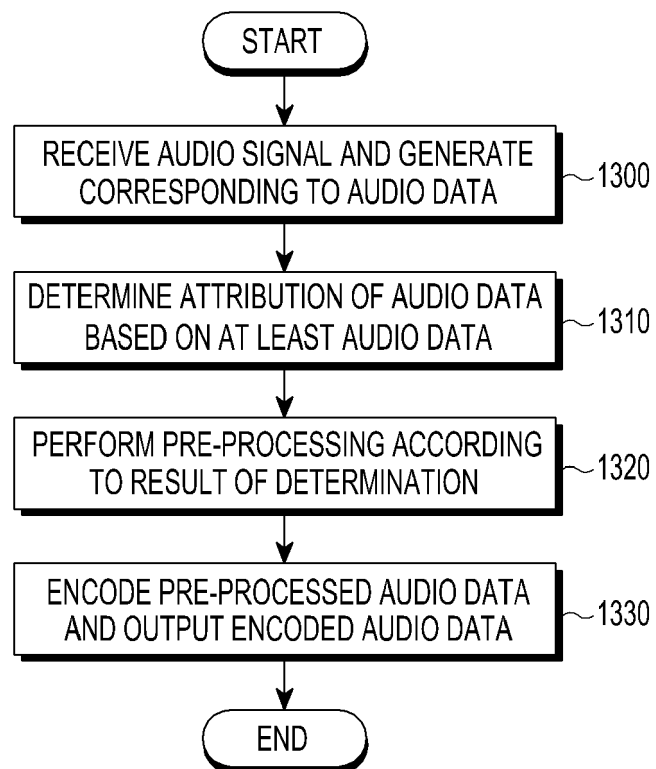 START
RECEIVE AUDIO SIGNAL AND GENERATE
CORRESPONDING TO AUDIO DATA
1300
DETERMINE ATTRIBUTION OF AUDIO DATA
BASED ON AT LEAST AUDIO DATA
1310
PERFORM PRE-PROCESSING ACCORDING
TO RESULT OF DETERMINATION
1320
ENCODE PRE-PROCESSED AUDIO DATA
AND OUTPUT ENCODED AUDIO DATA
1330
END